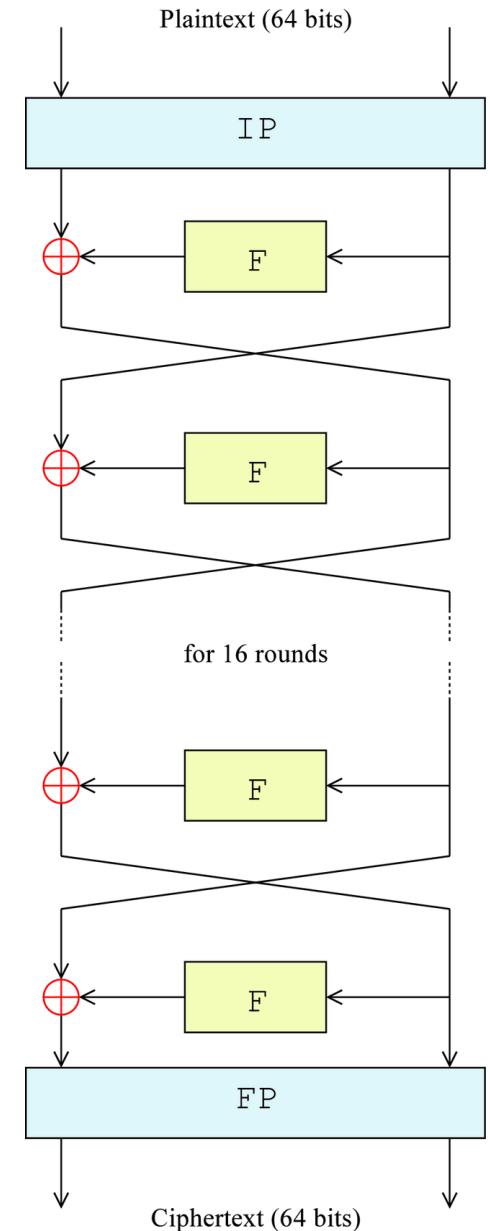 Plaintext (64 bits)
IP
F
F
for 16 rounds
F
F
FP
Ciphertext (64 bits)